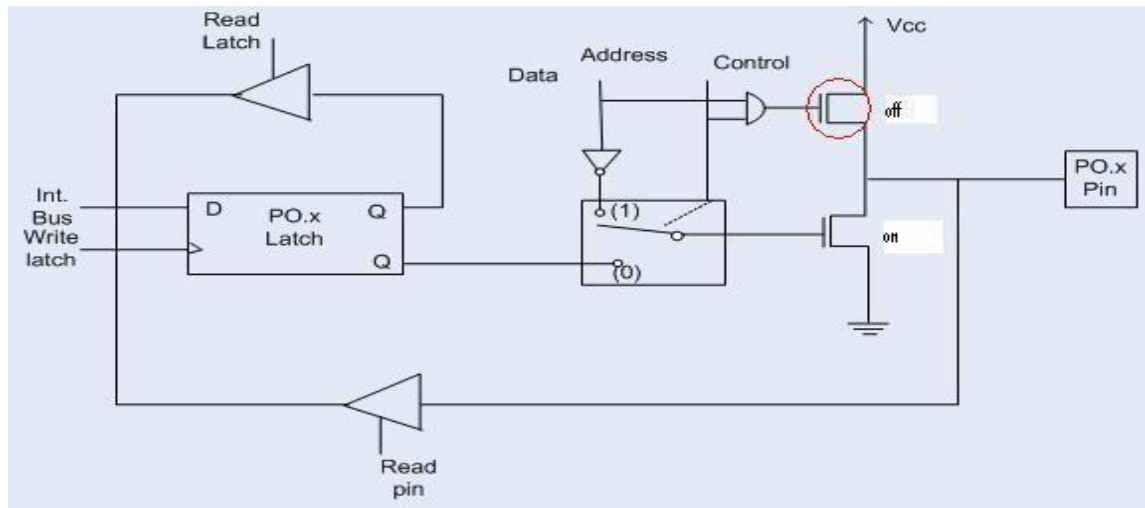 Read
Latch
Vcc
Address
Data
Control
off
PO.x
Pin
Int.
Bus
Write
latch
D
PO.x
Latch
Q
Q
(1)
(0)
on
Read
pin